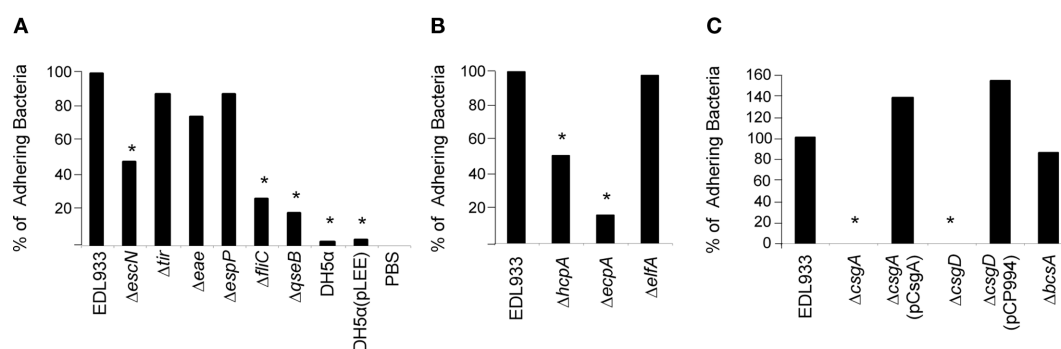 A
% of Adhering Bacteria
100
80
60
40
20
*
*
*
*
*
EDL933
ΔescN
Δtir
Δeae
ΔespP
ΔfliC
ΔqseB
DH5α
DH5α(pLEE)
PBS
B
% of Adhering Bacteria
100
80
60
40
20
*
*
EDL933
ΔhcpA
ΔecpA
ΔelfA
C
% of Adhering Bacteria
160
140
120
100
80
60
40
20
0
*
*
EDL933
ΔcsgA
ΔcsgA
(pCsgA)
ΔcsgD
ΔcsgD
(pCP994)
ΔbcsA